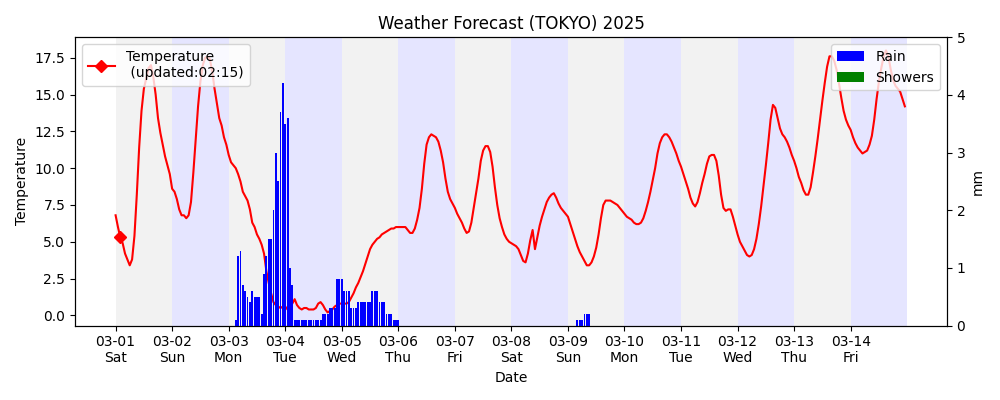 Weather Forecast (TOKYO) 2025
Temperature
(updated:02:15)
Rain
Showers
17.5
15.0
12.5
10.0
7.5
5.0
2.5
0.0
Temperature
5
4
3
2
1
0
mm
03-01 03-02 03-03 03-04 03-05 03-06 03-07 03-08 03-09 03-10 03-11 03-12 03-13 03-14
Sat Sun Mon Tue Wed Thu Fri Sat Sun Mon Tue Wed Thu Fri
Date